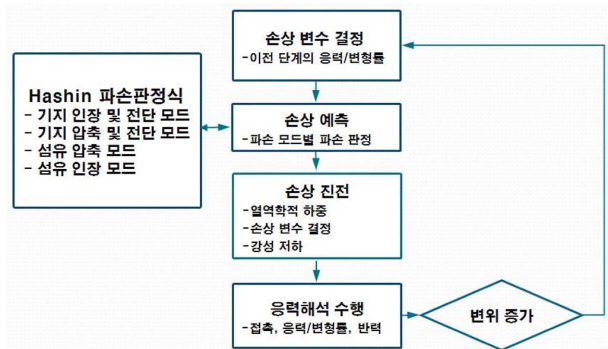 손상 변수 결정
-이전 단계의 응력/변형률
Hashin 파손판정식
- 기지 인장 및 전단 모드
- 기지 압축 및 전단 모드
- 섬유 압축 모드
- 섬유 인장 모드
손상 예측
-파손 모드별 파손 판정
손상 진전
-열역학적 하중
-손상 변수 결정
-강성 저하
응력해석 수행
-접촉, 응력/변형률, 반력
변위 증가